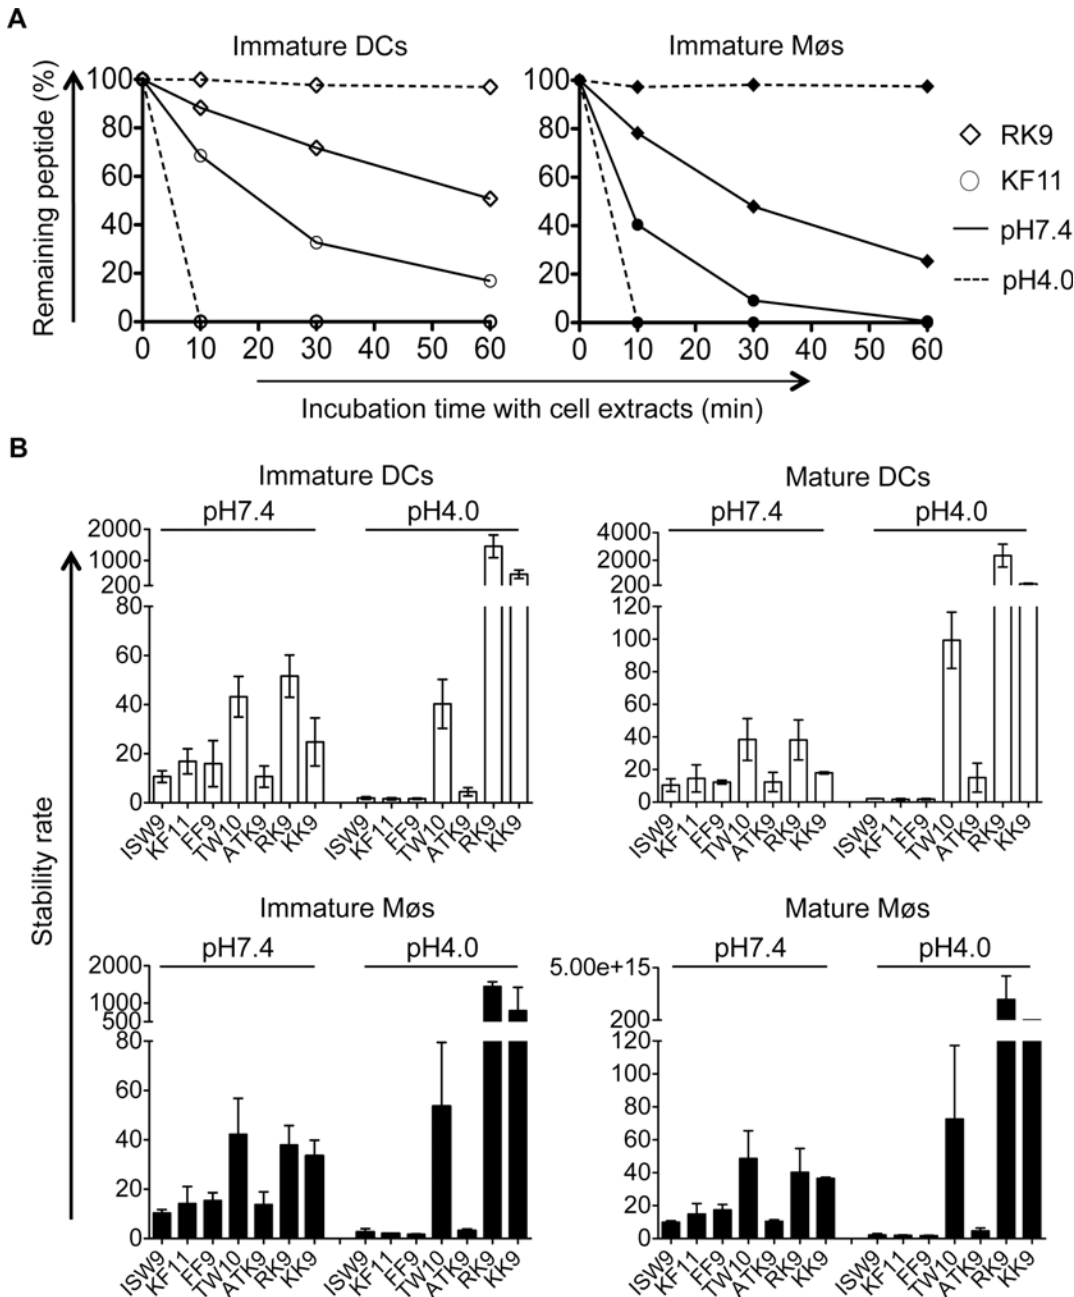 A
Immature DCs
Immature Møs
Remaining peptide (%)
100
80
60
40
20
0
0 10 20 30 40 50 60
100
80
60
40
20
0
0 10 20 30 40 50 60
RK9
KF11
pH7.4
pH4.0
Incubation time with cell extracts (min)
B
Stability rate
Immature DCs
pH7.4 pH4.0
2000
1000
200
80
60
40
20
0
ISW9 KF11 EF9 TW10 ATK9 RK9 KK9 ISW9 KF11 EF9 TW10 ATK9 RK9 KK9
Mature DCs
pH7.4 pH4.0
4000
2000
200
120
100
80
60
40
20
0
ISW9 KF11 EF9 TW10 ATK9 RK9 KK9 ISW9 KF11 EF9 TW10 ATK9 RK9 KK9
Immature Møs
pH7.4 pH4.0
2000
1000
500
80
60
40
20
0
ISW9 KF11 EF9 TW10 ATK9 RK9 KK9 ISW9 KF11 EF9 TW10 ATK9 RK9 KK9
Mature Møs
pH7.4 pH4.0
5.00e+15
200
120
100
80
60
40
20
0
ISW9 KF11 EF9 TW10 ATK9 RK9 KK9 ISW9 KF11 EF9 TW10 ATK9 RK9 KK9